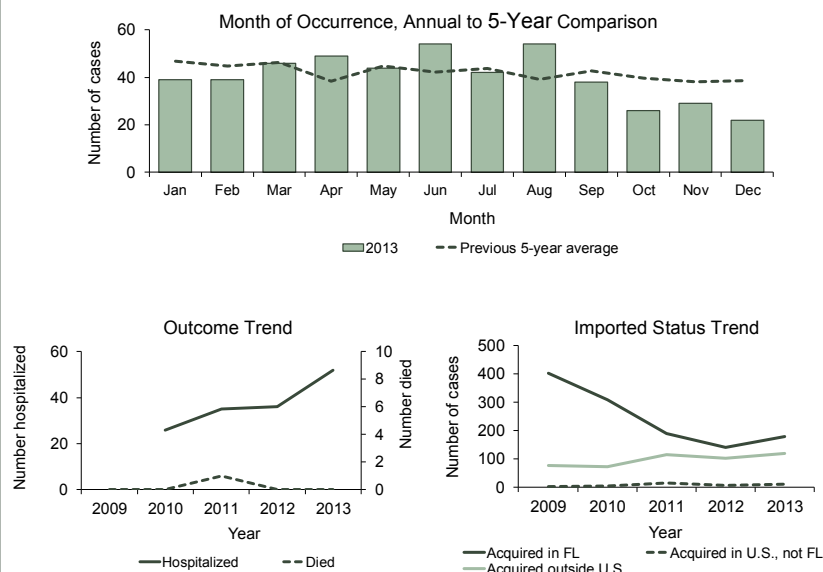 Month of Occurrence, Annual to 5-Year Comparison
Number of cases
60
40
20
0
Jan Feb Mar Apr May Jun Jul Aug Sep Oct Nov Dec
Month
2013 Previous 5-year average
Outcome Trend
Number hospitalized
60
40
20
0
10
8
6
4
2
0
Number died
2009 2010 2011 2012 2013
Year
Hospitalized Died
Imported Status Trend
Number of cases
500
400
300
200
100
0
2009 2010 2011 2012 2013
Year
Acquired in FL Acquired in U.S., not FL
Acquired outside U.S.